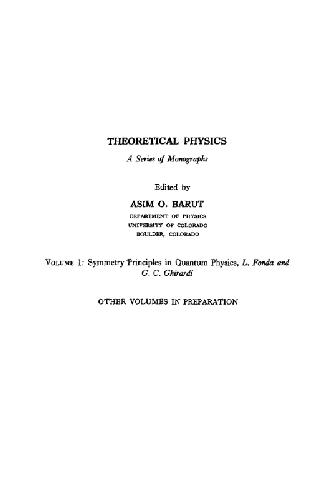 THEORETICAL PHYSICS
A Series of Monographs
Edited by
ASIM O. BARUT
DEPARTMENT OF PHYSICS
UNIVERSITY OF COLORADO
BOULDER, COLORADO
VOLUME 1: Symmetry Principles in Quantum Physics, L. Fonda and
G. C. Ghirardi
OTHER VOLUMES IN PREPARATION